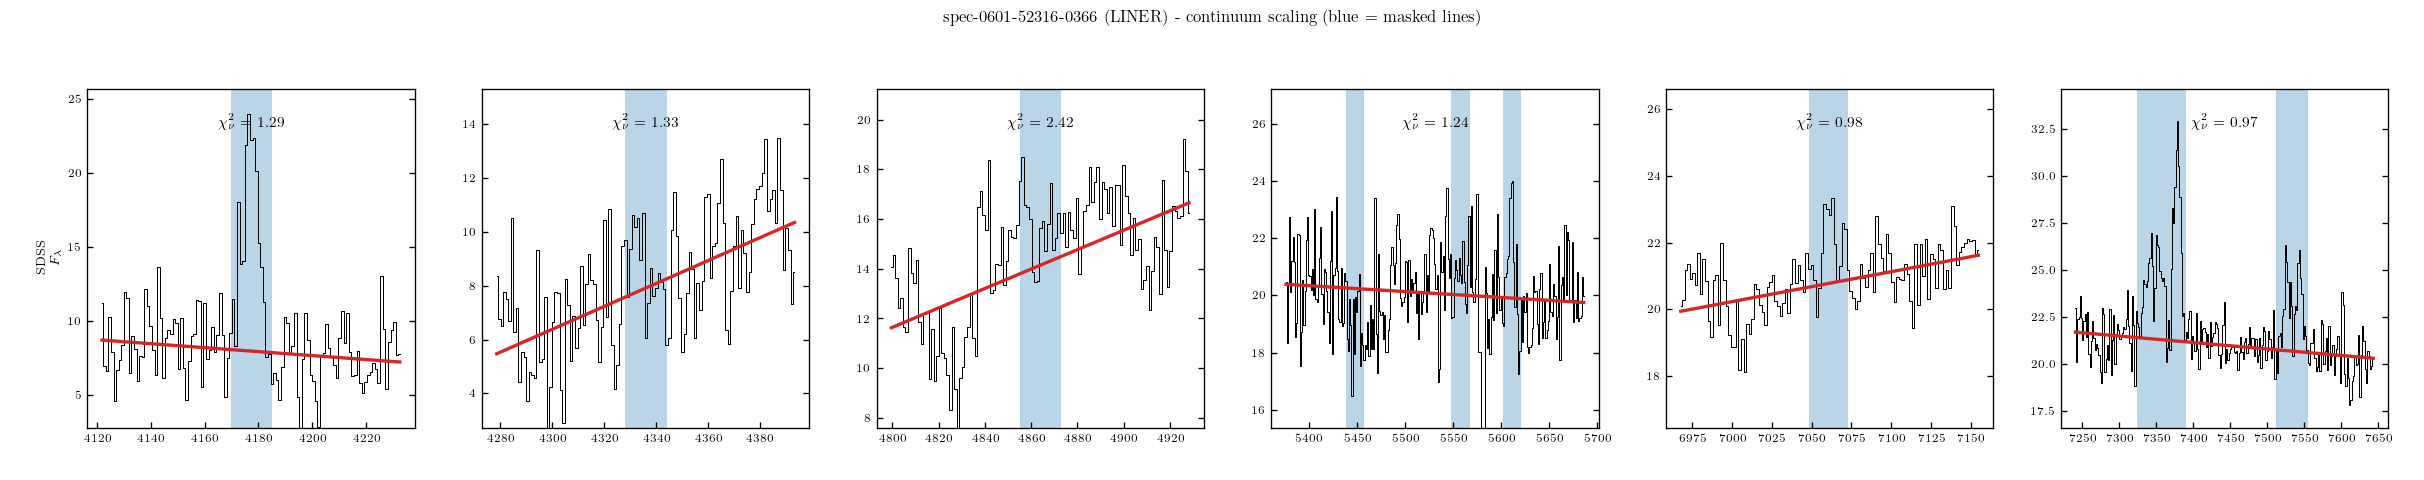 spec-0601-52316-0366 (LINER) - continuum scaling (blue = masked lines)
SDSS
F_λ
χ²_ν = 1.29
25
20
15
10
5
4120 4140 4160 4180 4200 4220
χ²_ν = 1.33
14
12
10
8
6
4
4280 4300 4320 4340 4360 4380
χ²_ν = 2.42
20
18
16
14
12
10
8
4800 4820 4840 4860 4880 4900 4920
χ²_ν = 1.24
26
24
22
20
18
16
5400 5450 5500 5550 5600 5650 5700
χ²_ν = 0.98
26
24
22
20
18
6975 7000 7025 7050 7075 7100 7125 7150
χ²_ν = 0.97
32.5
30.0
27.5
25.0
22.5
20.0
17.5
7250 7300 7350 7400 7450 7500 7550 7600 7650